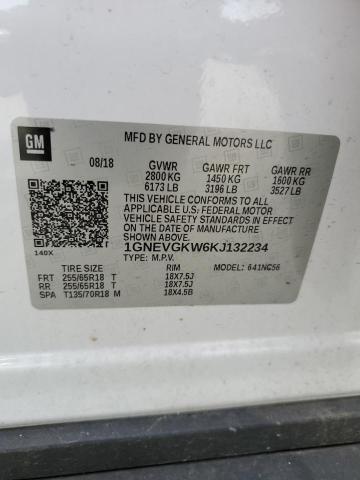 GM
MFD BY GENERAL MOTORS LLC
08/18 GVWR GAWR FRT GAWR RR
2800 KG 1450 KG 1600 KG
6173 LB 3196 LB 3527 LB
THIS VEHICLE CONFORMS TO ALL
APPLICABLE U.S. FEDERAL MOTOR
VEHICLE SAFETY STANDARDS IN
EFFECT ON THE DATE OF
MANUFACTURE SHOWN ABOVE.
1GNEVGKW6KJ132234
140X TYPE: M.P.V.
TIRE SIZE RIM MODEL: 641NC56
FRT 255/65R18 T 18X7.5J
RR 255/65R18 T 18X7.5J
SPA T135/70R18 M 18X4.5B